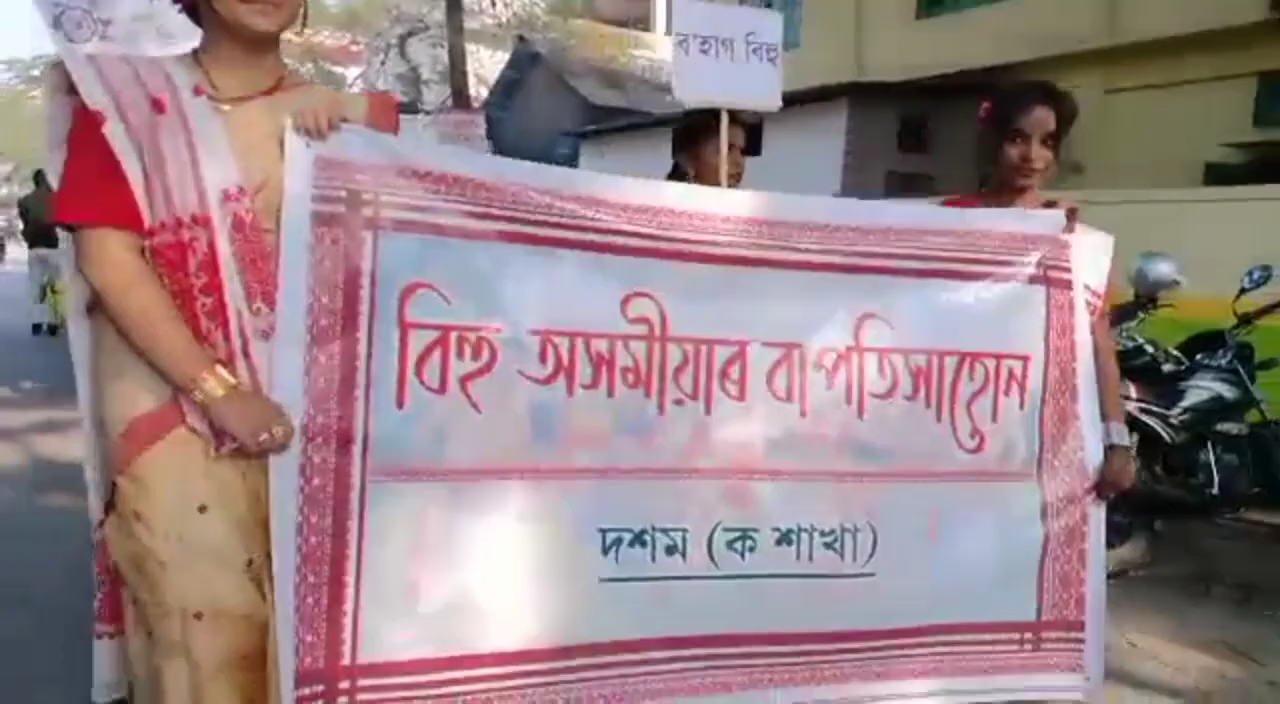 ব'হাগ বিহু
বিহু অসমীয়াৰ বাপতিসাহোন
দশম (ক শাখা)